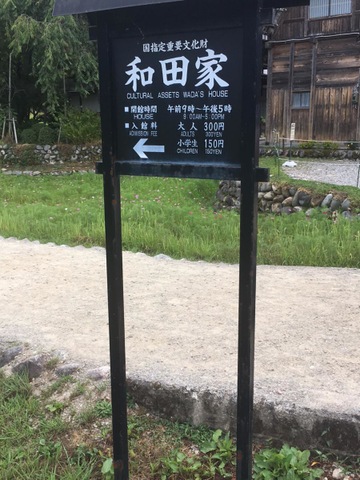 国指定重要文化財
和田家
CULTURAL ASSETS WADA'S HOUSE
■開館時間 午前9時～午後5時
HOUSE 9:00AM-5:00PM
■入館料 大人 300円
ADMISSION FEE ADULTS 300YEN
小学生 150円
CHILDREN 150YEN